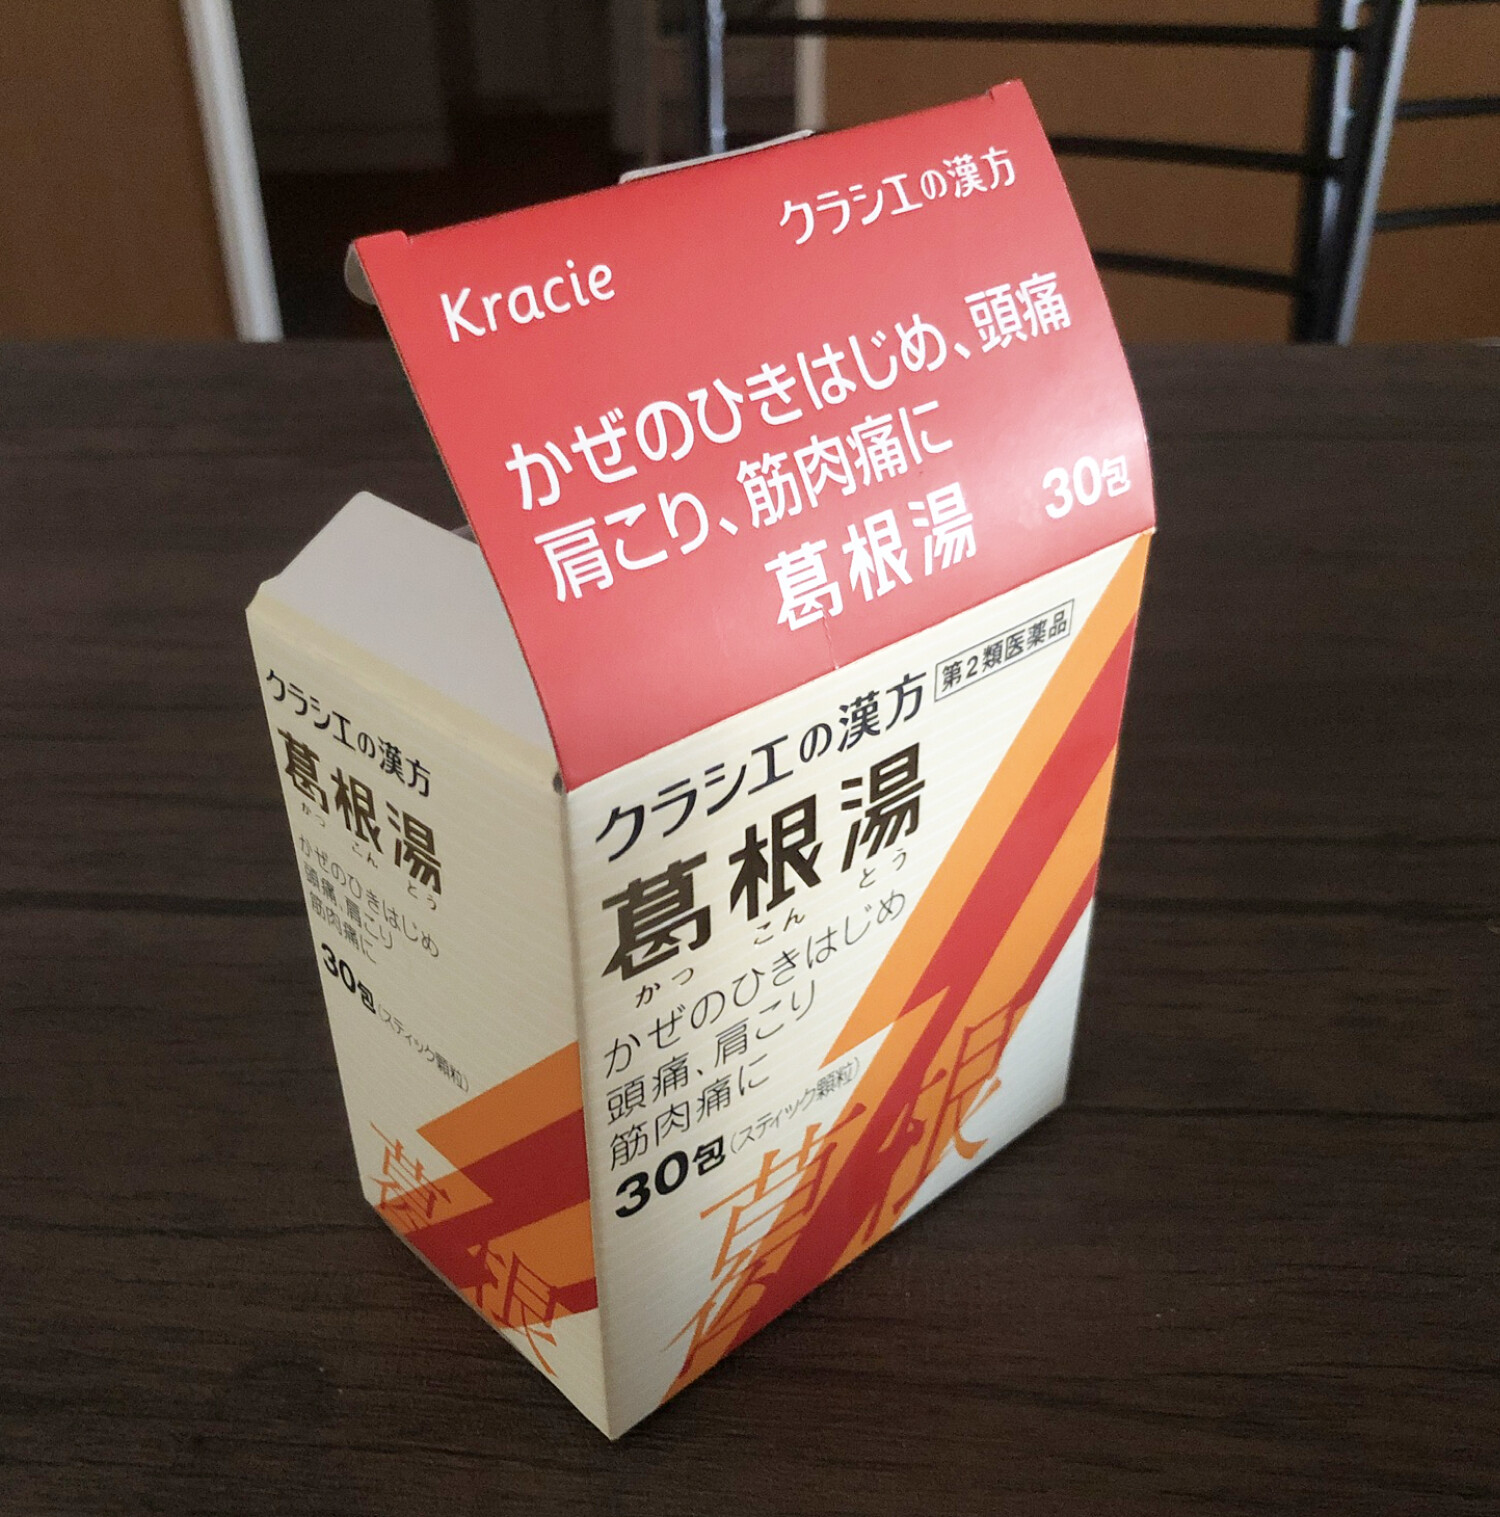 Kracie
クラシエの漢方
かぜのひきはじめ、頭痛
肩こり、筋肉痛に
葛根湯
30包
クラシエの漢方
第2類医薬品
葛根湯
かっこんとう
かぜのひきはじめ
頭痛、肩こり
筋肉痛に
30包(スティック顆粒)
葛根
クラシエの漢方
葛根湯
かっこんとう
かぜのひきはじめ
頭痛、肩こり
筋肉痛に
30包(スティック顆粒)
葛根